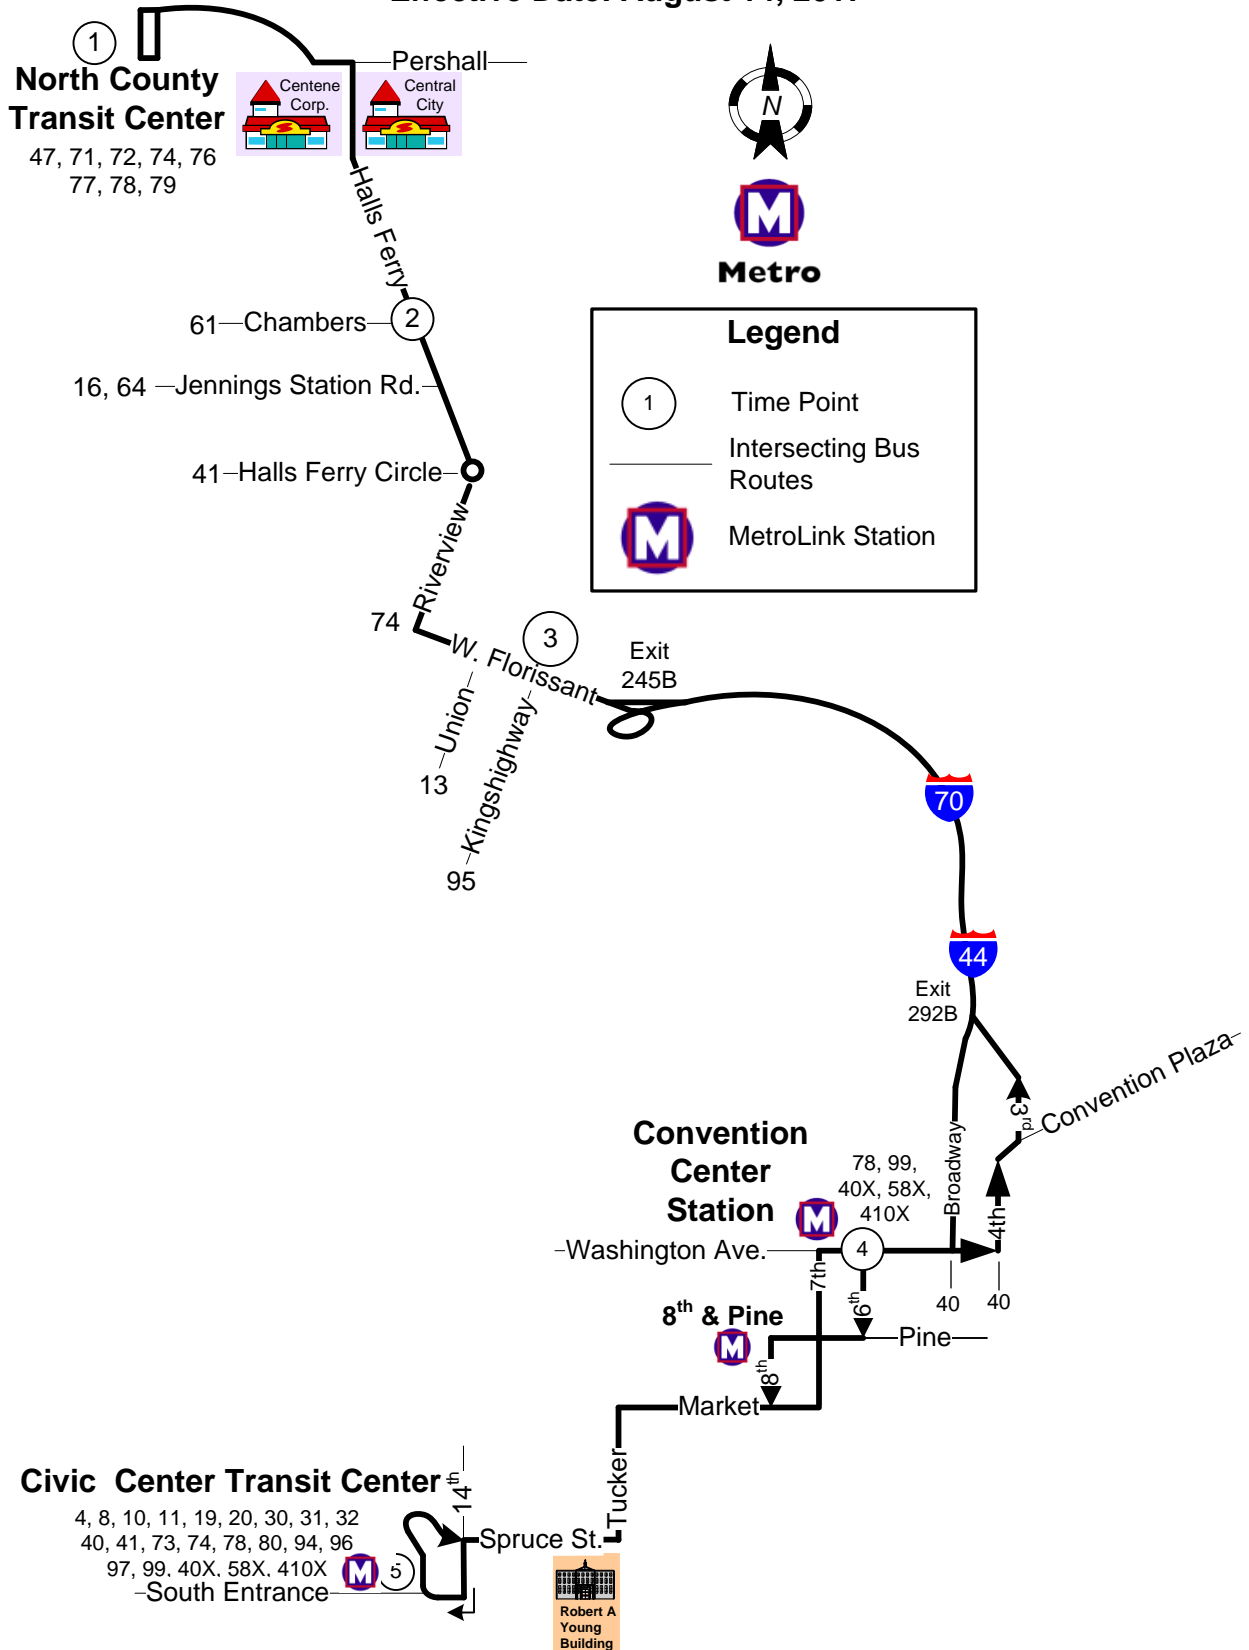 1
North County
Transit Center
47, 71, 72, 74, 76
77, 78, 79
Pershall
Centene
Corp.
Central
City
N
M
Metro
Halls Ferry
61
Chambers
2
16, 64
Jennings Station Rd.
41
Halls Ferry Circle
Legend
1
Time Point
Intersecting Bus
Routes
M
MetroLink Station
Riverview
74
W. Florissant
3
Exit
245B
Union
13
Kingshighway
95
70
44
Exit
292B
Convention Plaza
3rd
Broadway
4th
Convention
Center
Station
M
78, 99,
40X, 58X,
410X
Washington Ave.
4
7th
6th
40
40
8th & Pine
M
Pine
8th
Market
Tucker
Civic Center Transit Center
14th
4, 8, 10, 11, 19, 20, 30, 31, 32
40, 41, 73, 74, 78, 80, 94, 96
97, 99, 40X, 58X, 410X
M
5
South Entrance
Spruce St.
Robert A
Young
Building